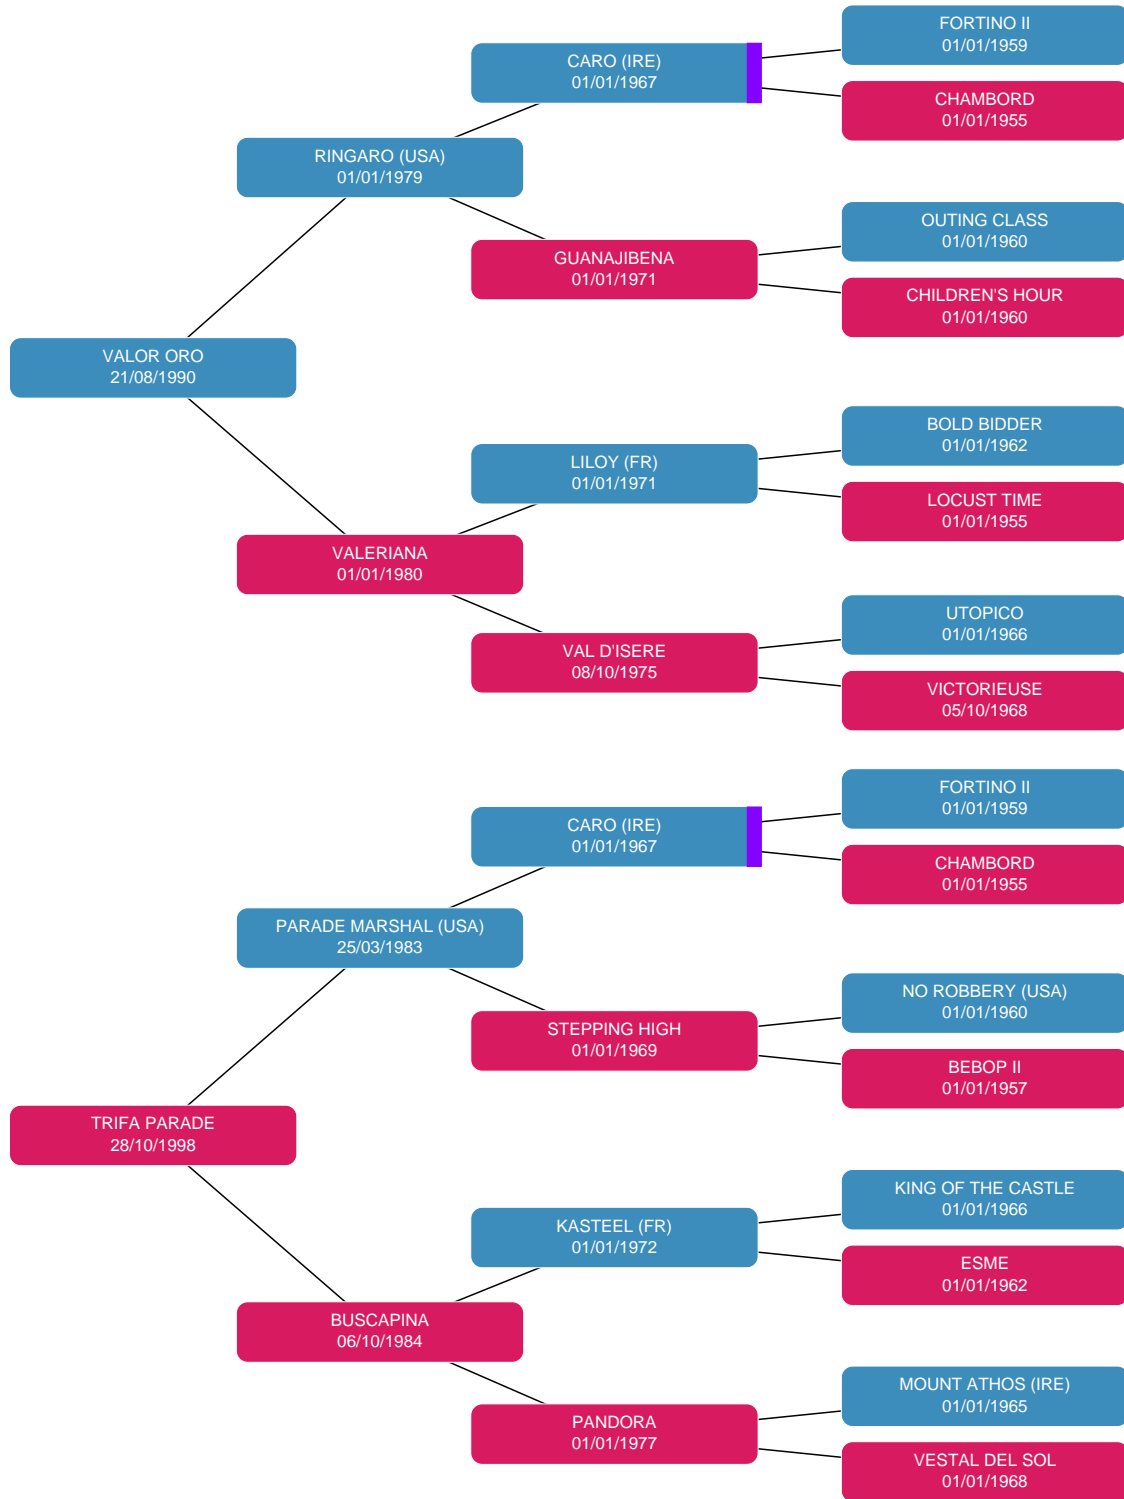 FORTINO II
01/01/1959
CARO (IRE)
01/01/1967
CHAMBORD
01/01/1955
RINGARO (USA)
01/01/1979
OUTING CLASS
01/01/1960
GUANAJIBENA
01/01/1971
CHILDREN'S HOUR
01/01/1960
VALOR ORO
21/08/1990
BOLD BIDDER
01/01/1962
LILOY (FR)
01/01/1971
LOCUST TIME
01/01/1955
VALERIANA
01/01/1980
UTOPICO
01/01/1966
VAL D'ISERE
08/10/1975
VICTORIEUSE
05/10/1968
FORTINO II
01/01/1959
CARO (IRE)
01/01/1967
CHAMBORD
01/01/1955
PARADE MARSHAL (USA)
25/03/1983
NO ROBBERY (USA)
01/01/1960
STEPPING HIGH
01/01/1969
BEBOP II
01/01/1957
TRIFA PARADE
28/10/1998
KING OF THE CASTLE
01/01/1966
KASTEEL (FR)
01/01/1972
ESME
01/01/1962
BUSCAPINA
06/10/1984
MOUNT ATHOS (IRE)
01/01/1965
PANDORA
01/01/1977
VESTAL DEL SOL
01/01/1968